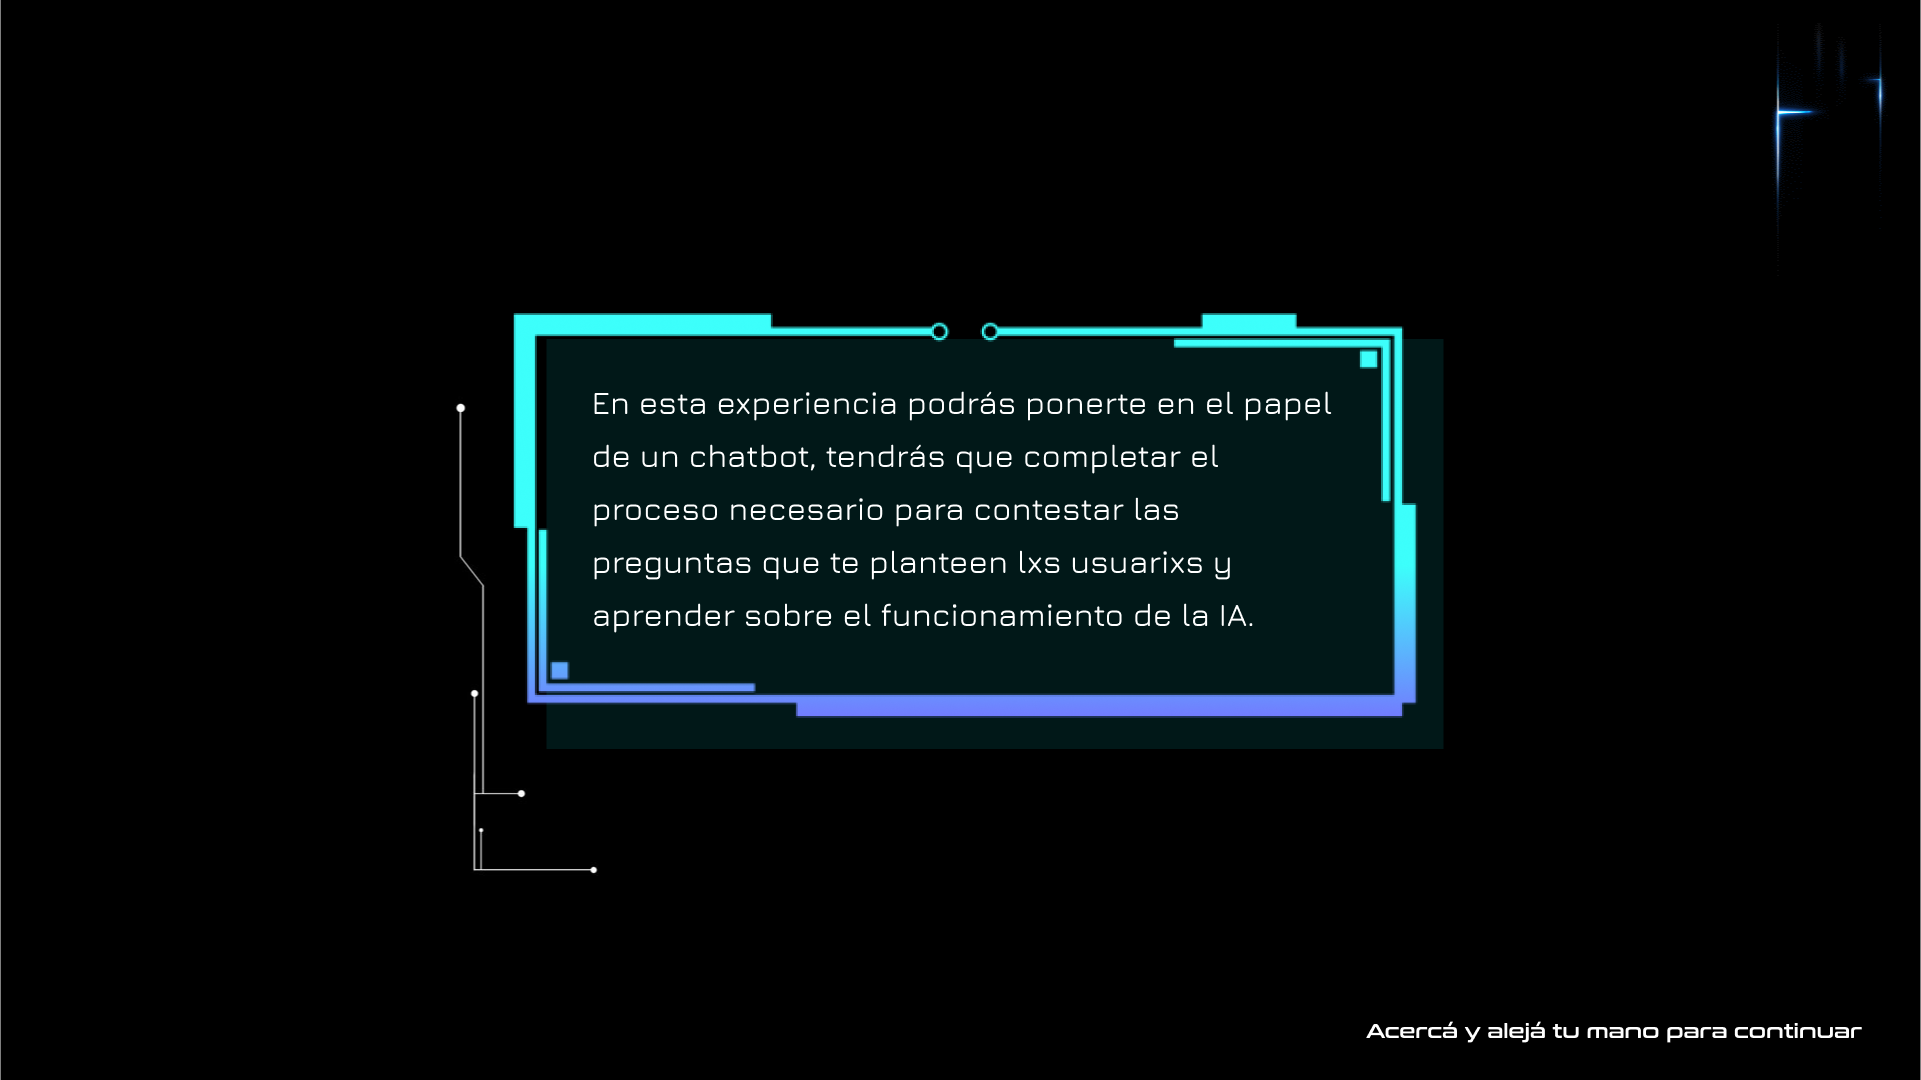 En esta experiencia podrás ponerte en el papel
de un chatbot, tendrás que completar el
proceso necesario para contestar las
preguntas que te planteen lxs usuarixs y
aprender sobre el funcionamiento de la IA.
Acercá y alejá tu mano para continuar